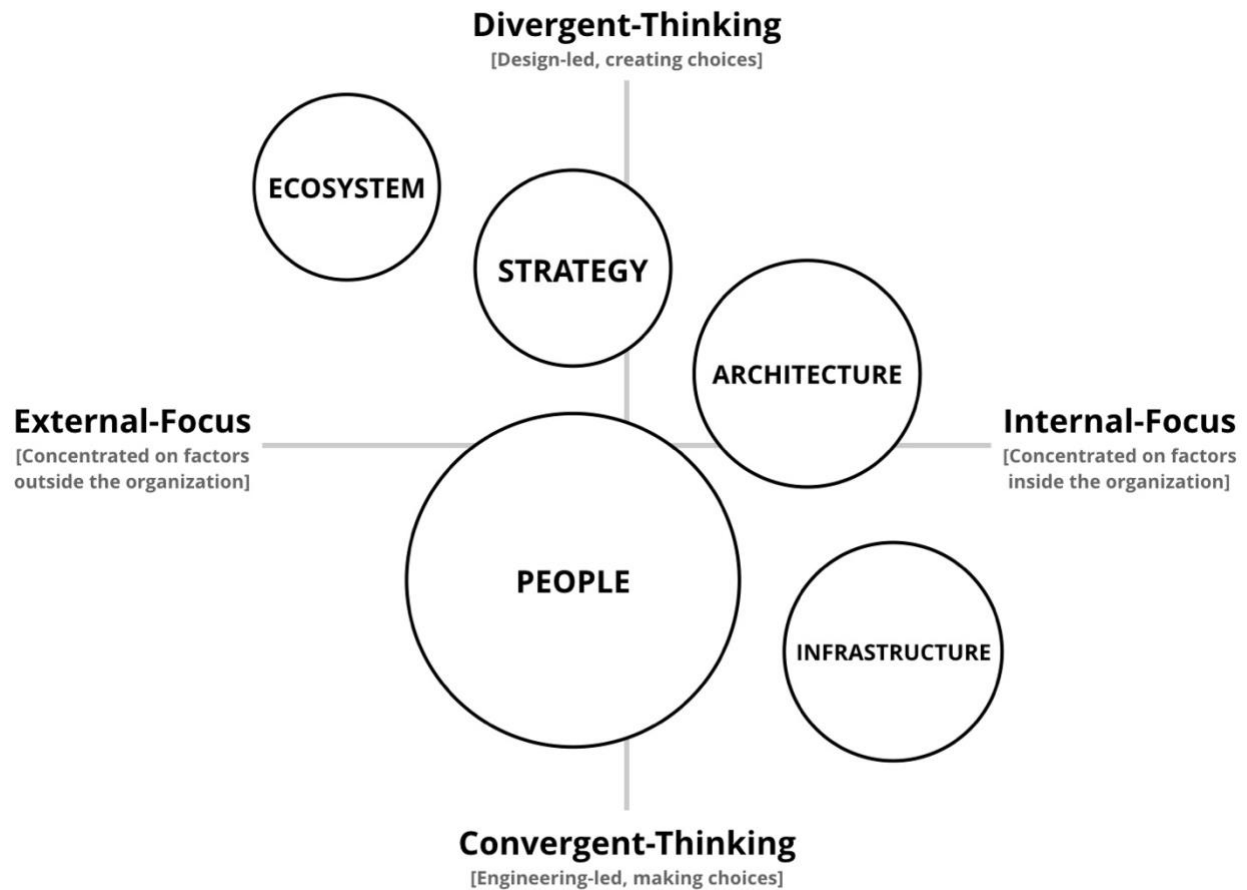 Divergent-Thinking
[Design-led, creating choices]
ECOSYSTEM
STRATEGY
ARCHITECTURE
External-Focus
[Concentrated on factors
outside the organization]
Internal-Focus
[Concentrated on factors
inside the organization]
PEOPLE
INFRASTRUCTURE
Convergent-Thinking
[Engineering-led, making choices]